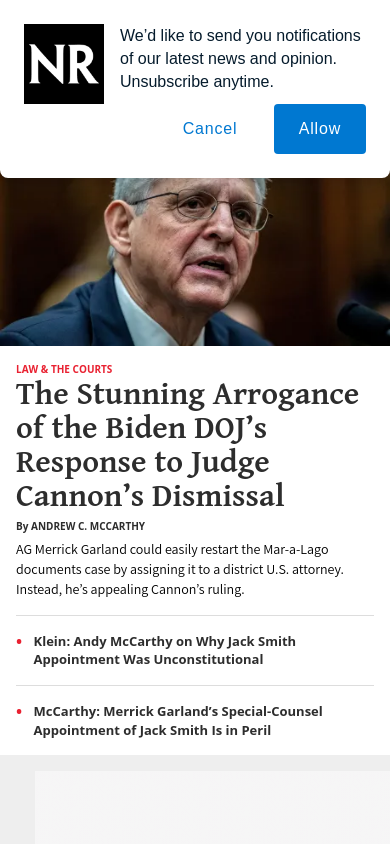 NR
We’d like to send you notifications
of our latest news and opinion.
Unsubscribe anytime.
Cancel
Allow
LAW & THE COURTS
The Stunning Arrogance
of the Biden DOJ’s
Response to Judge
Cannon’s Dismissal
By ANDREW C. MCCARTHY
AG Merrick Garland could easily restart the Mar-a-Lago
documents case by assigning it to a district U.S. attorney.
Instead, he’s appealing Cannon’s ruling.
• Klein: Andy McCarthy on Why Jack Smith
Appointment Was Unconstitutional
• McCarthy: Merrick Garland’s Special-Counsel
Appointment of Jack Smith Is in Peril